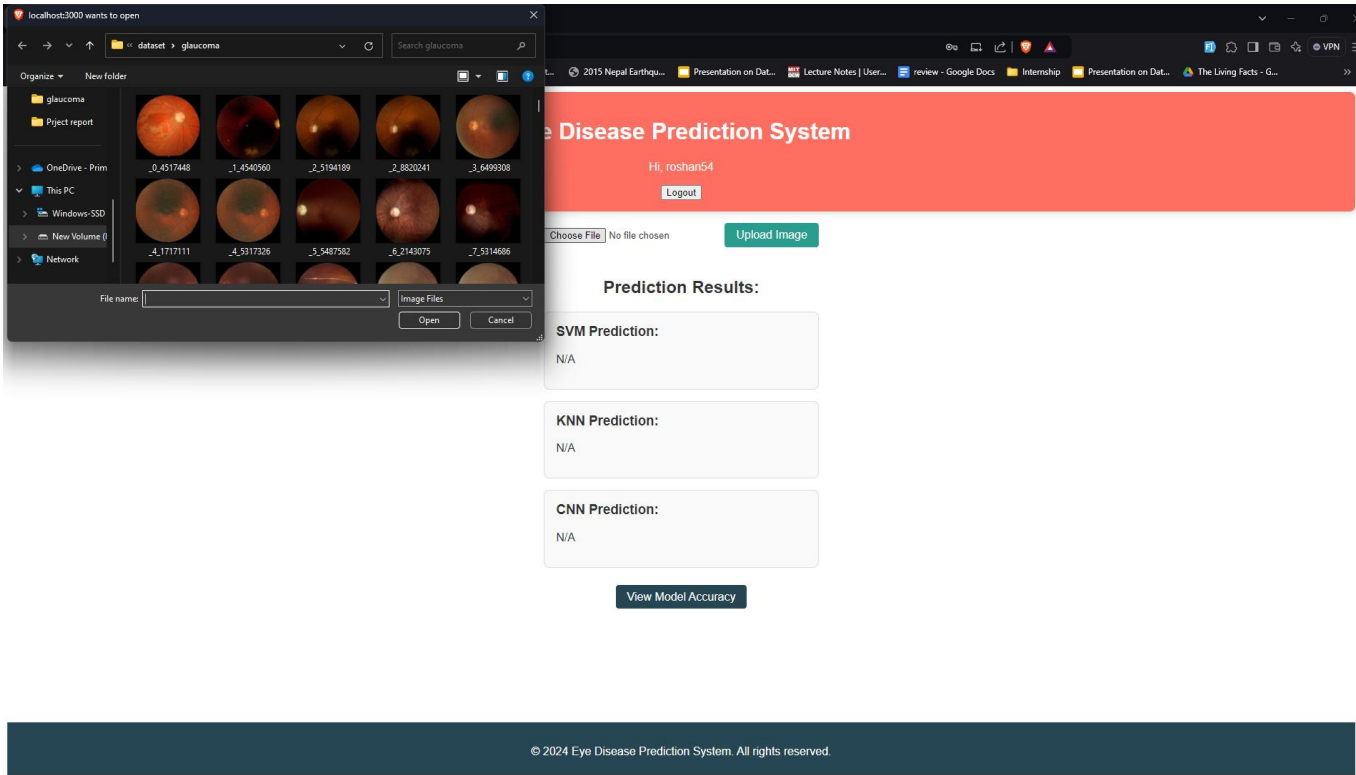 localhost:3000 wants to open
dataset › glaucoma
Search glaucoma
VPN
Organize
New folder
t...
2015 Nepal Earthqu...
Presentation on Dat...
Lecture Notes | User...
review - Google Docs
Internship
Presentation on Dat...
The Living Facts - G...
glaucoma
Prject report
OneDrive - Prim
This PC
Windows-SSD
New Volume (
Network
_0_4517448
_1_4540560
_2_5194189
_2_8820241
_3_6499308
_4_1717111
_4_5317326
_5_5487582
_6_2143075
_7_5314686
File name:
Image Files
Open
Cancel
e Disease Prediction System
Hi, roshan54
Logout
Choose File No file chosen
Upload Image
Prediction Results:
SVM Prediction:
N/A
KNN Prediction:
N/A
CNN Prediction:
N/A
View Model Accuracy
© 2024 Eye Disease Prediction System. All rights reserved.